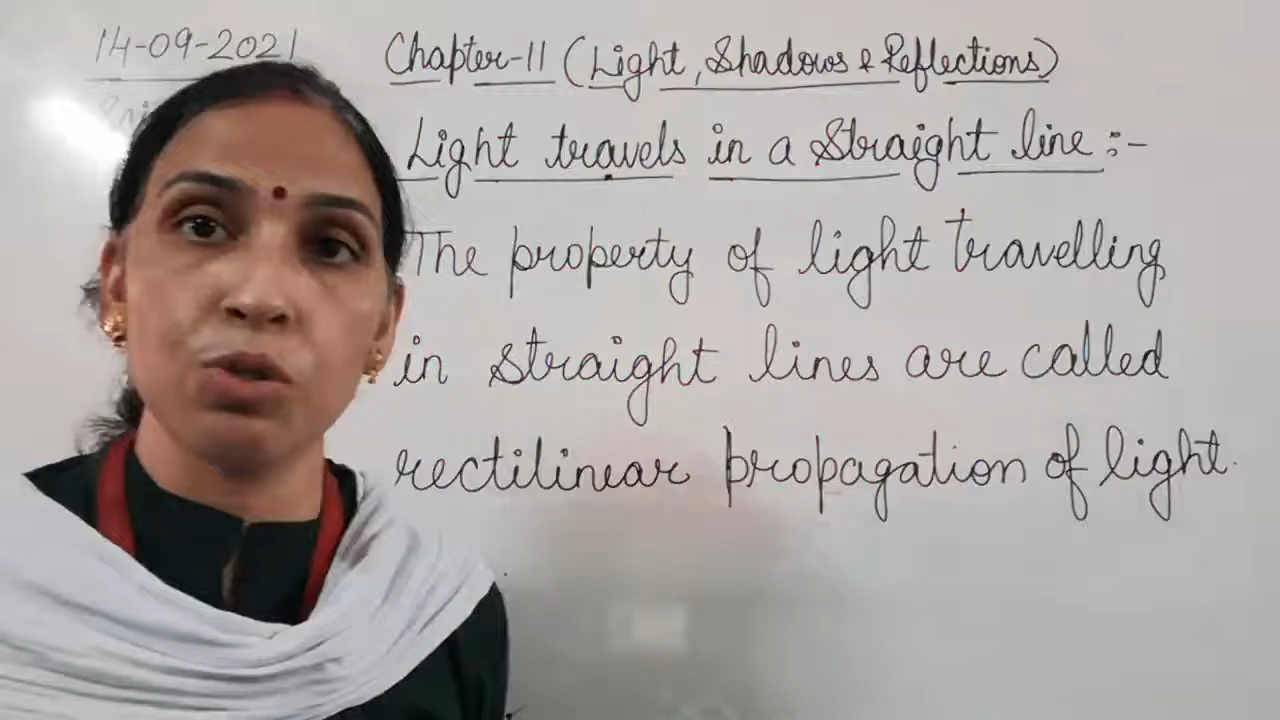 14-09-2021
Chapter-11 (Light, Shadows & Reflections)
Light travels in a straight line :-
The property of light travelling
in straight lines are called
rectilinear propagation of light.